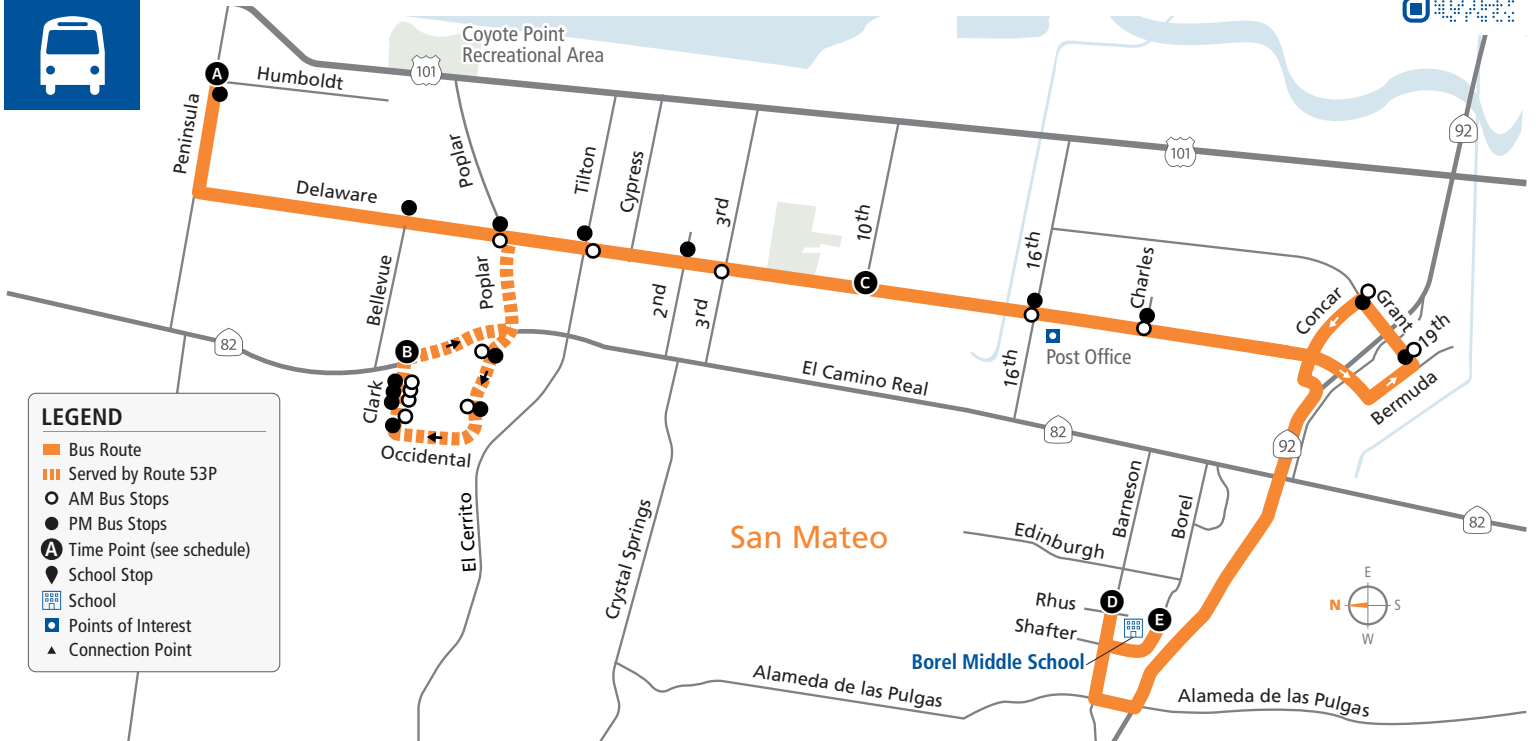 Coyote Point
Recreational Area
101
A
Humboldt
Peninsula
Poplar
Delaware
Tilton
Cypress
3rd
10th
16th
101
92
Charles
Concar
Grant
19th
Bermuda
Bellevue
Poplar
2nd
3rd
C
16th
Post Office
82
B
Clark
Occidental
El Camino Real
82
92
82
El Cerrito
Crystal Springs
San Mateo
Barneson
Borel
Edinburgh
Rhus
Shafter
D
E
Borel Middle School
Alameda de las Pulgas
Alameda de las Pulgas
E
N
S
W
LEGEND
Bus Route
Served by Route 53P
AM Bus Stops
PM Bus Stops
A Time Point (see schedule)
School Stop
School
Points of Interest
Connection Point